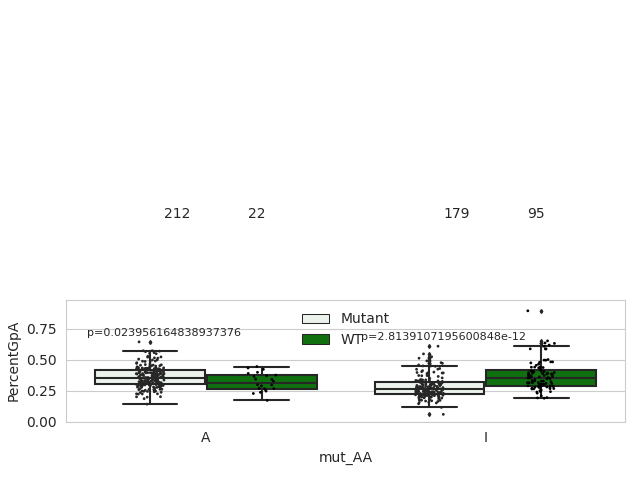 212 22 179 95
Mutant
p=0.023956164838937376
WT
p=2.8139107195600848e-12
0.75
0.50
0.25
0.00
PercentGpA
A I
mut_AA